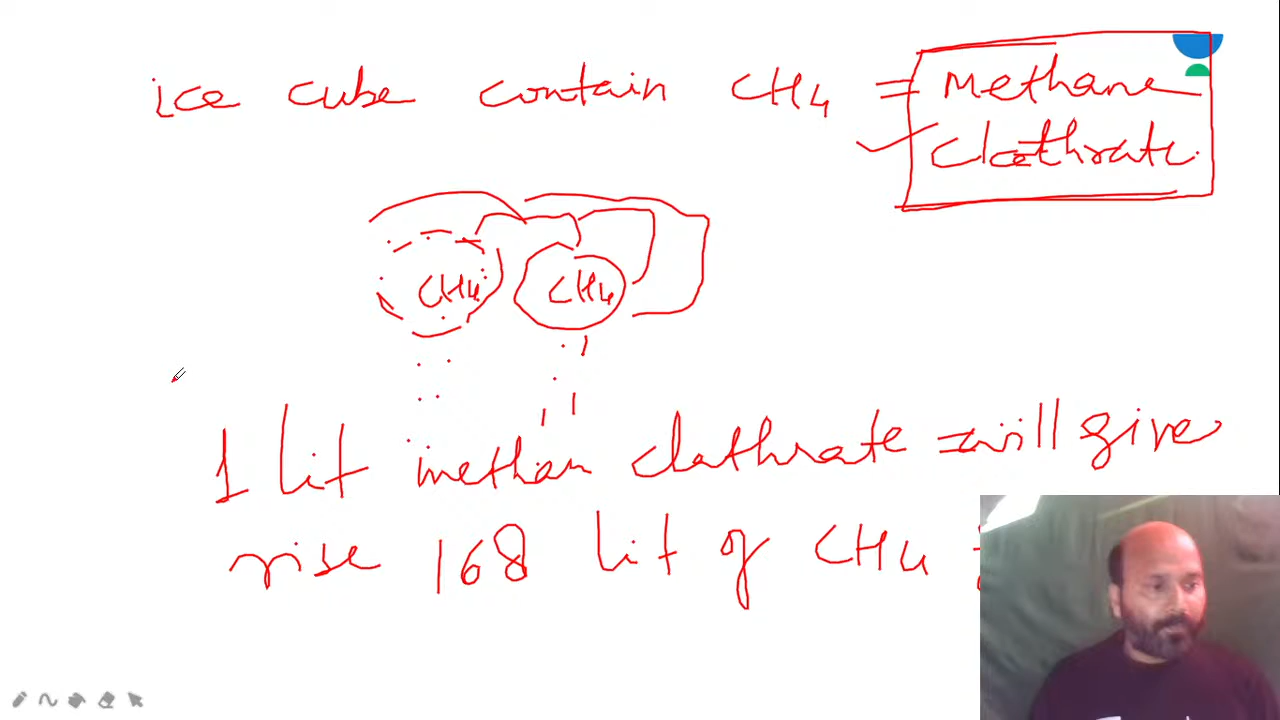 ice cube contain CH4 = Methane
Clathrate
CH4 CH4
1 lit methan clathrate will give
rise 168 lit of CH4